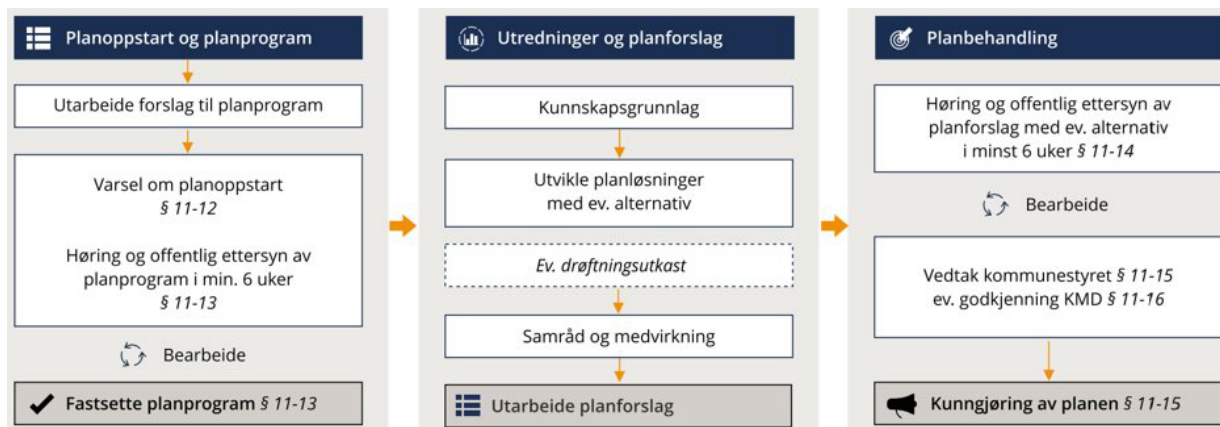 Planoppstart og planprogram
Utarbeide forslag til planprogram
Varsel om planoppstart
§ 11-12
Høring og offentlig ettersyn av
planprogram i min. 6 uker
§ 11-13
Bearbeide
Fastsette planprogram § 11-13
Utredninger og planforslag
Kunnskapsgrunnlag
Utvikle planløsninger
med ev. alternativ
Ev. drøftningsutkast
Samråd og medvirkning
Utarbeide planforslag
Planbehandling
Høring og offentlig ettersyn av
planforslag med ev. alternativ
i minst 6 uker § 11-14
Bearbeide
Vedtak kommunestyret § 11-15
ev. godkjenning KMD § 11-16
Kunngjøring av planen § 11-15